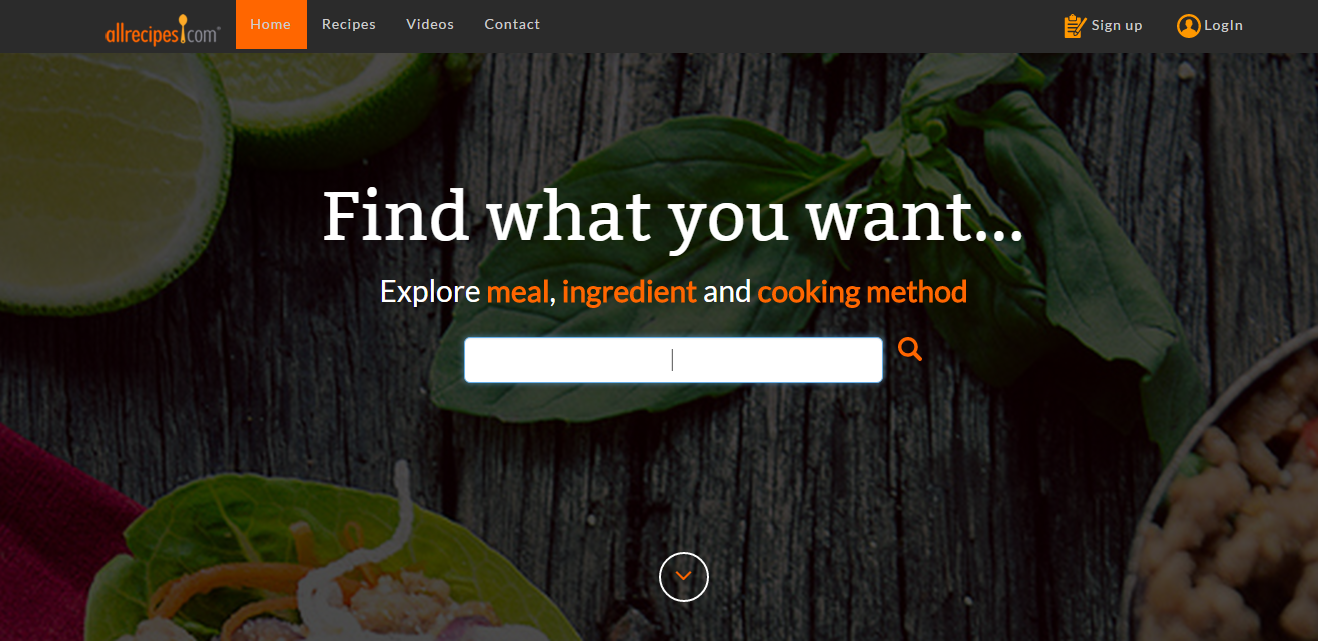 allrecipes.com
Home
Recipes
Videos
Contact
Sign up
LogIn
Find what you want...
Explore meal, ingredient and cooking method